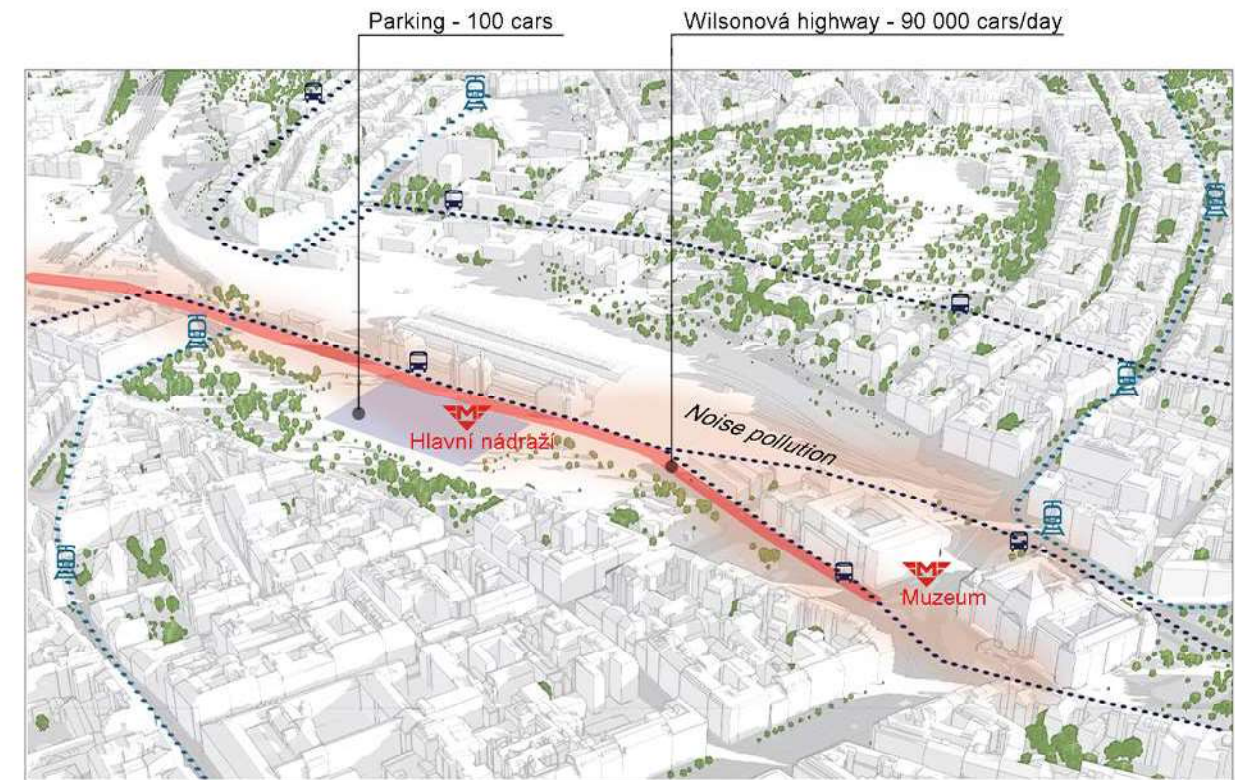 Parking - 100 cars
Wilsonová highway - 90 000 cars/day
M
Hlavní nádraží
Noise pollution
M
Muzeum